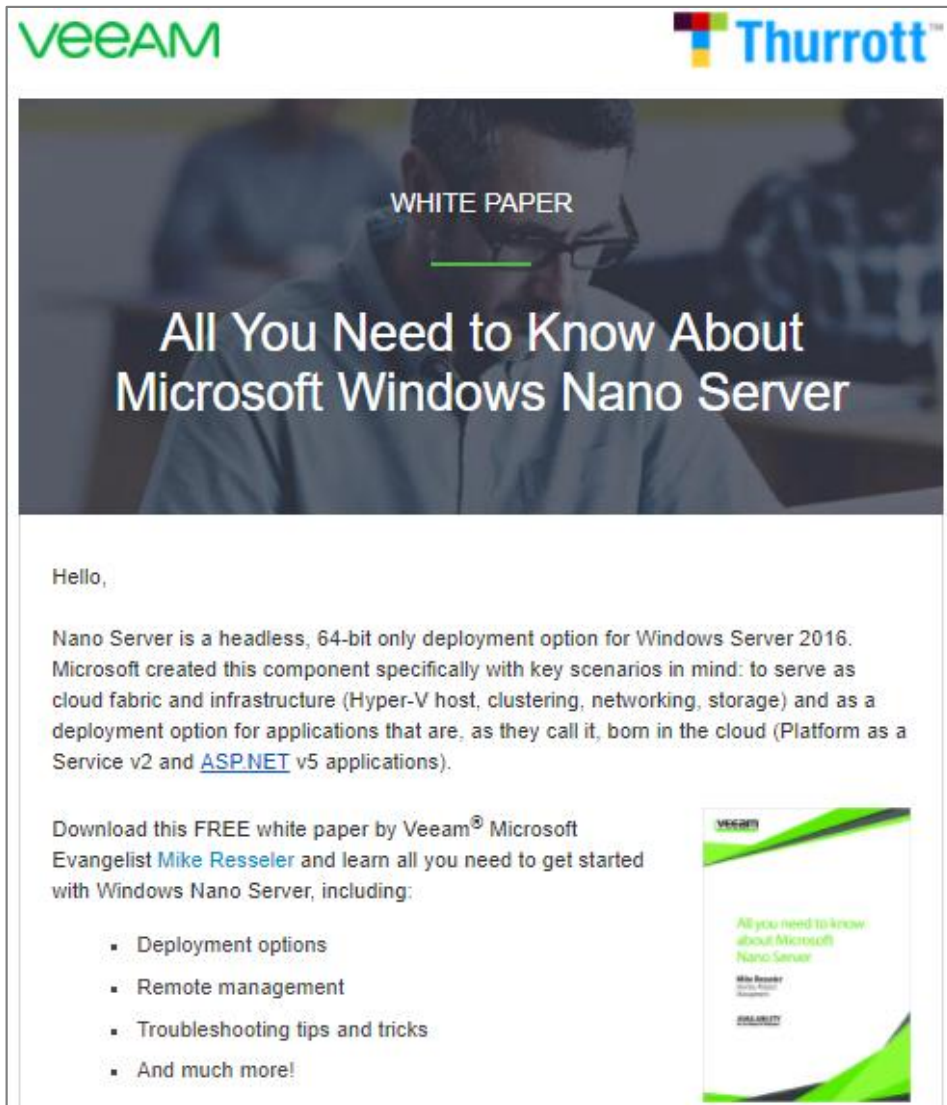 veeam
Thurrott™
WHITE PAPER
All You Need to Know About
Microsoft Windows Nano Server
Hello,
Nano Server is a headless, 64-bit only deployment option for Windows Server 2016.
Microsoft created this component specifically with key scenarios in mind: to serve as
cloud fabric and infrastructure (Hyper-V host, clustering, networking, storage) and as a
deployment option for applications that are, as they call it, born in the cloud (Platform as a
Service v2 and ASP.NET v5 applications).
Download this FREE white paper by Veeam® Microsoft
Evangelist Mike Resseler and learn all you need to get started
with Windows Nano Server, including:
▪ Deployment options
▪ Remote management
▪ Troubleshooting tips and tricks
▪ And much more!
veeam
All you need to know
about Microsoft
Nano Server
Mike Resseler